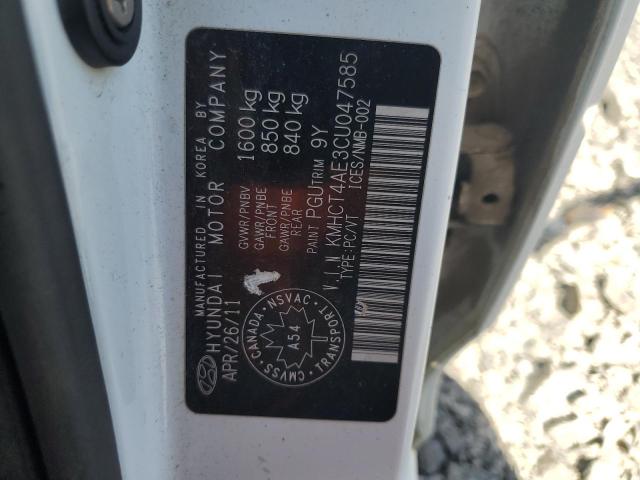 MANUFACTURED IN KOREA BY
HYUNDAI MOTOR COMPANY
APR/26/11
GVWR/PNBV 1600 kg
GAWR/PNBE FRONT 850 kg
GAWR/PNBE REAR 840 kg
PAINT PGU TRIM 9Y
V.I.N KMHCT4AE3CU047585
TYPE:PC/VT ICES/NMB-002
CANADA NSVAC
A54
CMVSS TRANSPORT